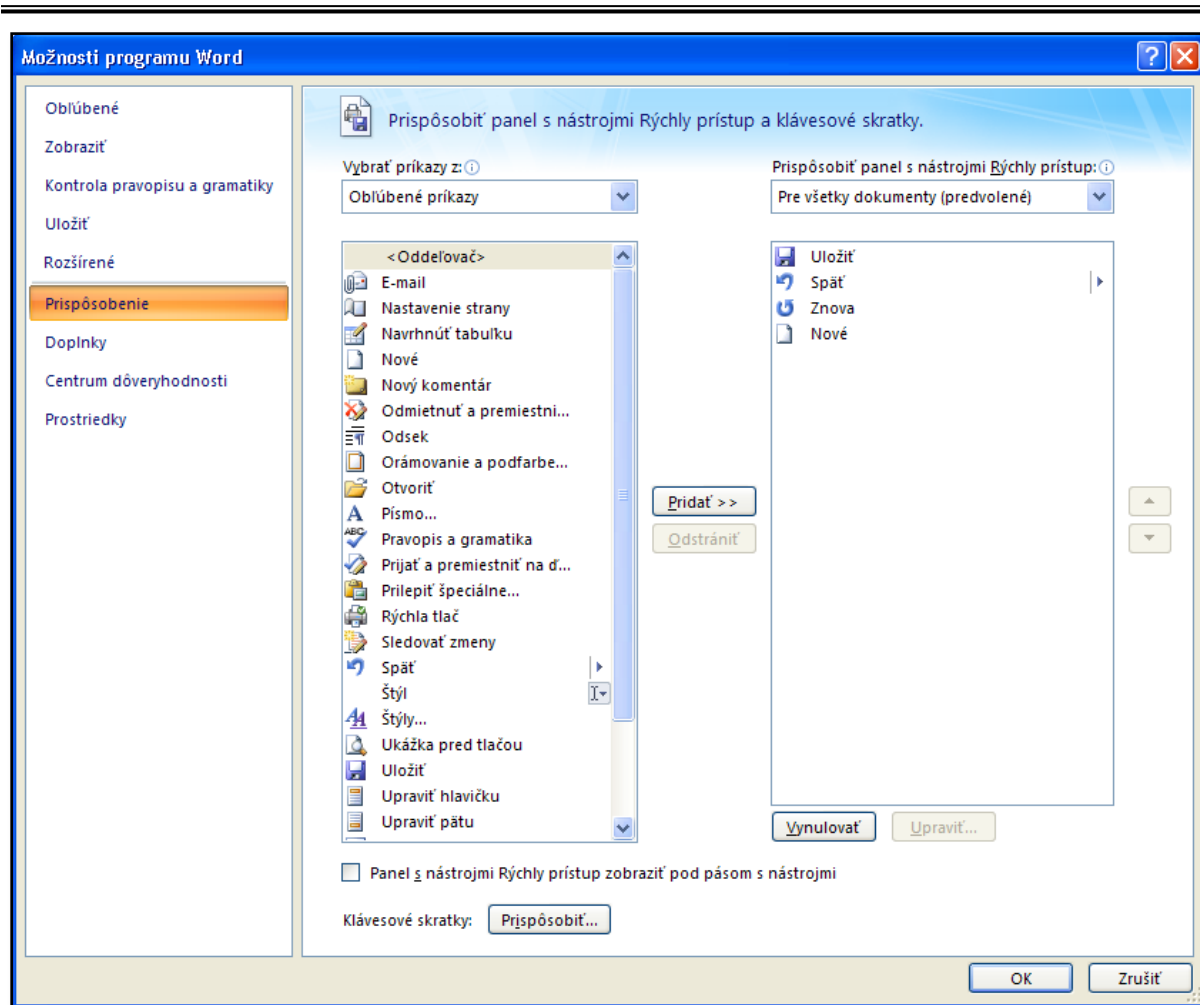 Možnosti programu Word
Obľúbené
Zobraziť
Kontrola pravopisu a gramatiky
Uložiť
Rozšírené
Prispôsobenie
Doplnky
Centrum dôveryhodnosti
Prostriedky
Prispôsobiť panel s nástrojmi Rýchly prístup a klávesové skratky.
Vybrať príkazy z:
Obľúbené príkazy
<Oddeľovač>
E-mail
Nastavenie strany
Navrhnúť tabuľku
Nové
Nový komentár
Odmietnuť a premiestni...
Odsek
Orámovanie a podfarbe...
Otvoriť
Písmo...
Pravopis a gramatika
Prijať a premiestniť na ď...
Prilepiť špeciálne...
Rýchla tlač
Sledovať zmeny
Späť
Štýl
Štýly...
Ukážka pred tlačou
Uložiť
Upraviť hlavičku
Upraviť pätu
Pridať >>
Odstrániť
Prispôsobiť panel s nástrojmi Rýchly prístup:
Pre všetky dokumenty (predvolené)
Uložiť
Späť
Znova
Nové
Vynulovať
Upraviť...
Panel s nástrojmi Rýchly prístup zobraziť pod pásom s nástrojmi
Klávesové skratky: Prispôsobiť...
OK
Zrušiť